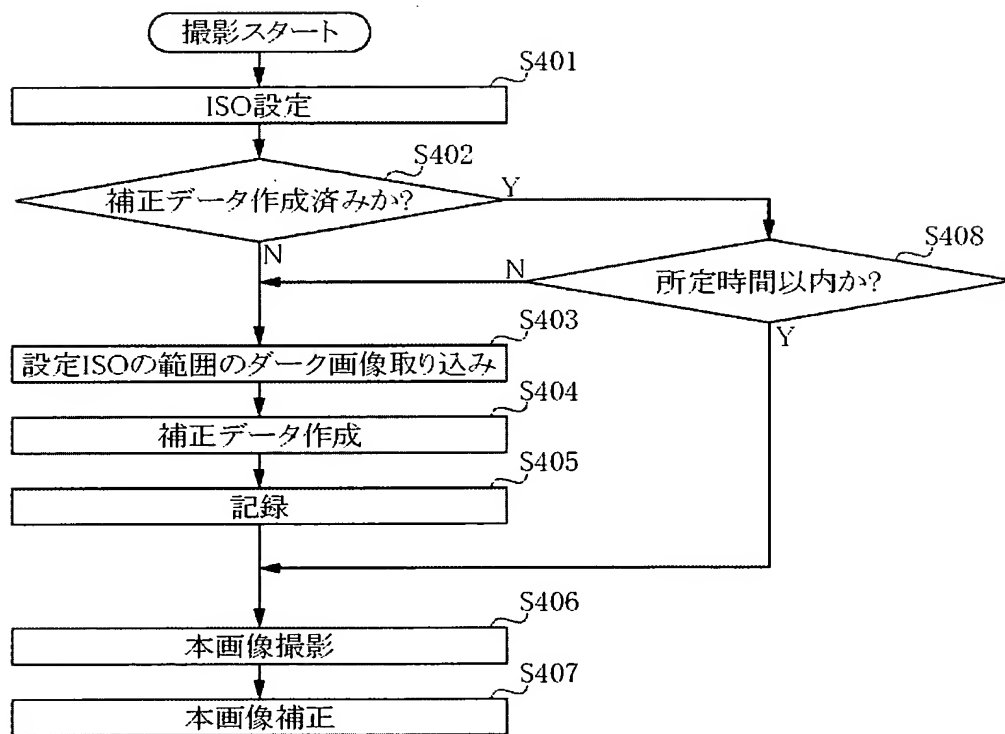 撮影スタート
S401
ISO設定
S402
補正データ作成済みか?
Y
N
S408
所定時間以内か?
N
Y
S403
設定ISOの範囲のダーク画像取り込み
S404
補正データ作成
S405
記録
S406
本画像撮影
S407
本画像補正